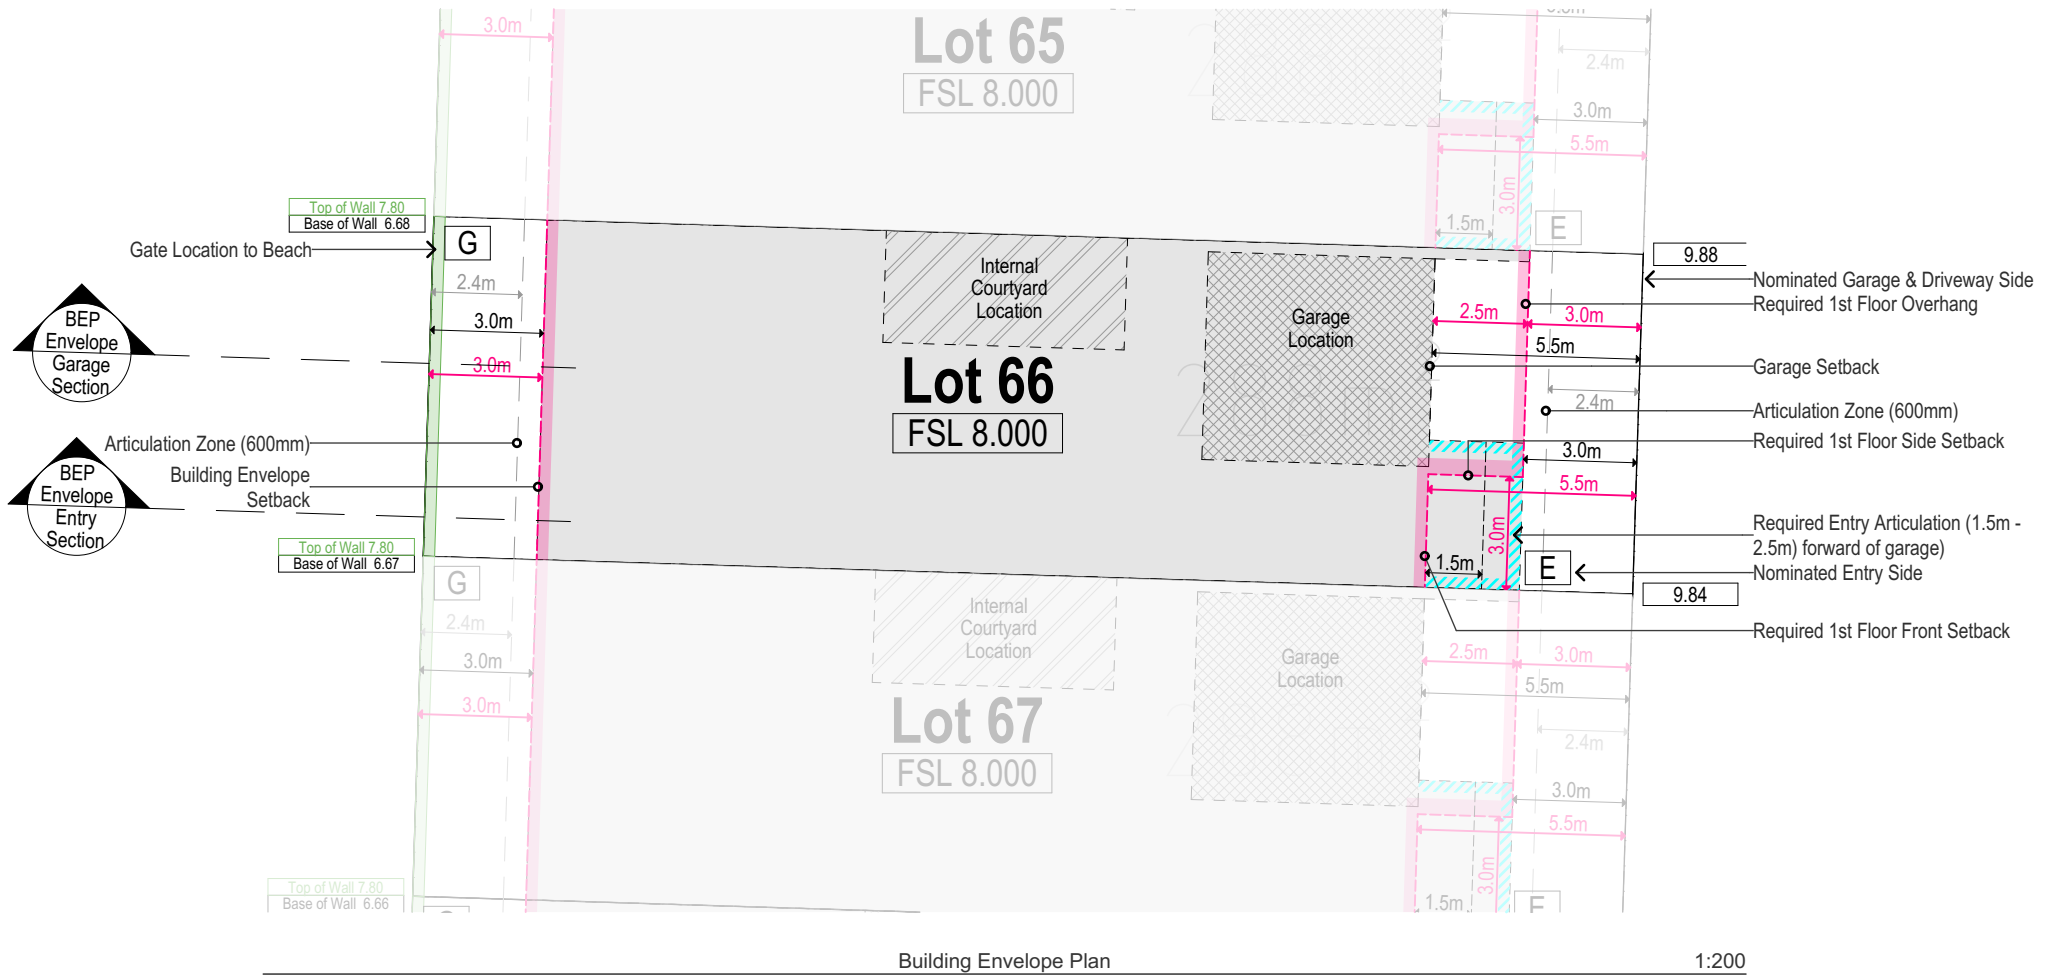 3.0m
Lot 65
FSL 8.000
2.4m
3.0m
5.5m
3.0m
1.5m
E
Top of Wall 7.80
Base of Wall 6.68
Gate Location to Beach
G
2.4m
3.0m
3.0m
BEP
Envelope
Garage
Section
Articulation Zone (600mm)
Building Envelope
Setback
BEP
Envelope
Entry
Section
Top of Wall 7.80
Base of Wall 6.67
Internal
Courtyard
Location
Lot 66
FSL 8.000
Garage
Location
2.5m
3.0m
5.5m
2.4m
3.0m
5.5m
3.0m
1.5m
E
9.88
Nominated Garage & Driveway Side
Required 1st Floor Overhang
Garage Setback
Articulation Zone (600mm)
Required 1st Floor Side Setback
Required Entry Articulation (1.5m -
2.5m) forward of garage)
Nominated Entry Side
9.84
Required 1st Floor Front Setback
G
2.4m
3.0m
3.0m
Internal
Courtyard
Location
Lot 67
FSL 8.000
Garage
Location
2.5m
3.0m
5.5m
2.4m
3.0m
5.5m
3.0m
1.5m
Top of Wall 7.80
Base of Wall 6.66
Building Envelope Plan
1:200